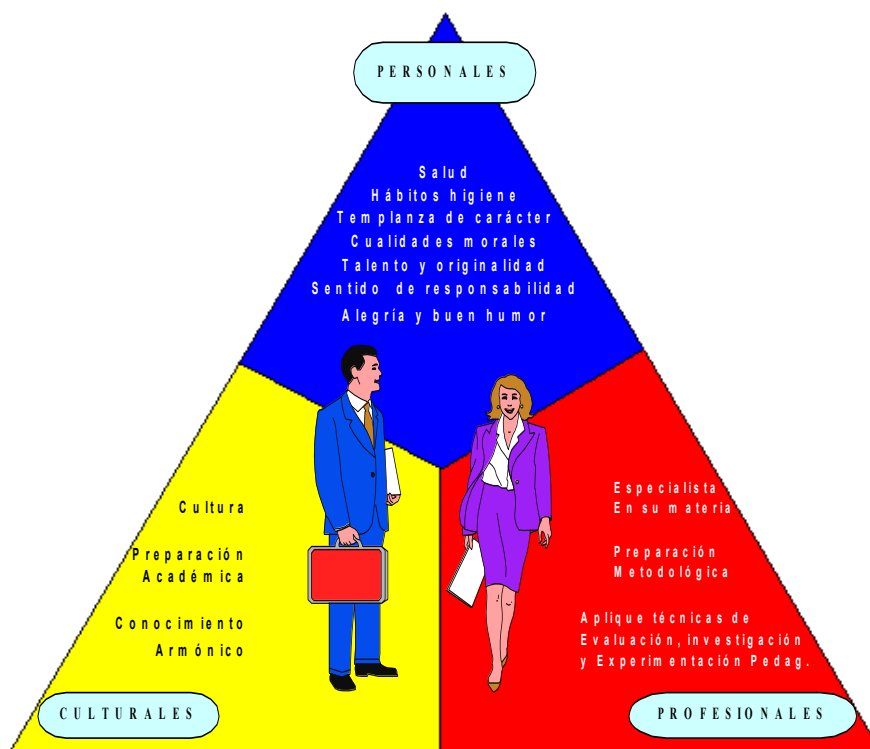 PERSONALES
Salud
Hábitos higiene
Templanza de carácter
Cualidades morales
Talento y originalidad
Sentido de responsabilidad
Alegría y buen humor
Cultura
Preparación
Académica
Conocimiento
Armónico
CULTURALES
Especialista
En su materia
Preparación
Metodológica
Aplique técnicas de
Evaluación, investigación
y Experimentación Pedag.
PROFESIONALES